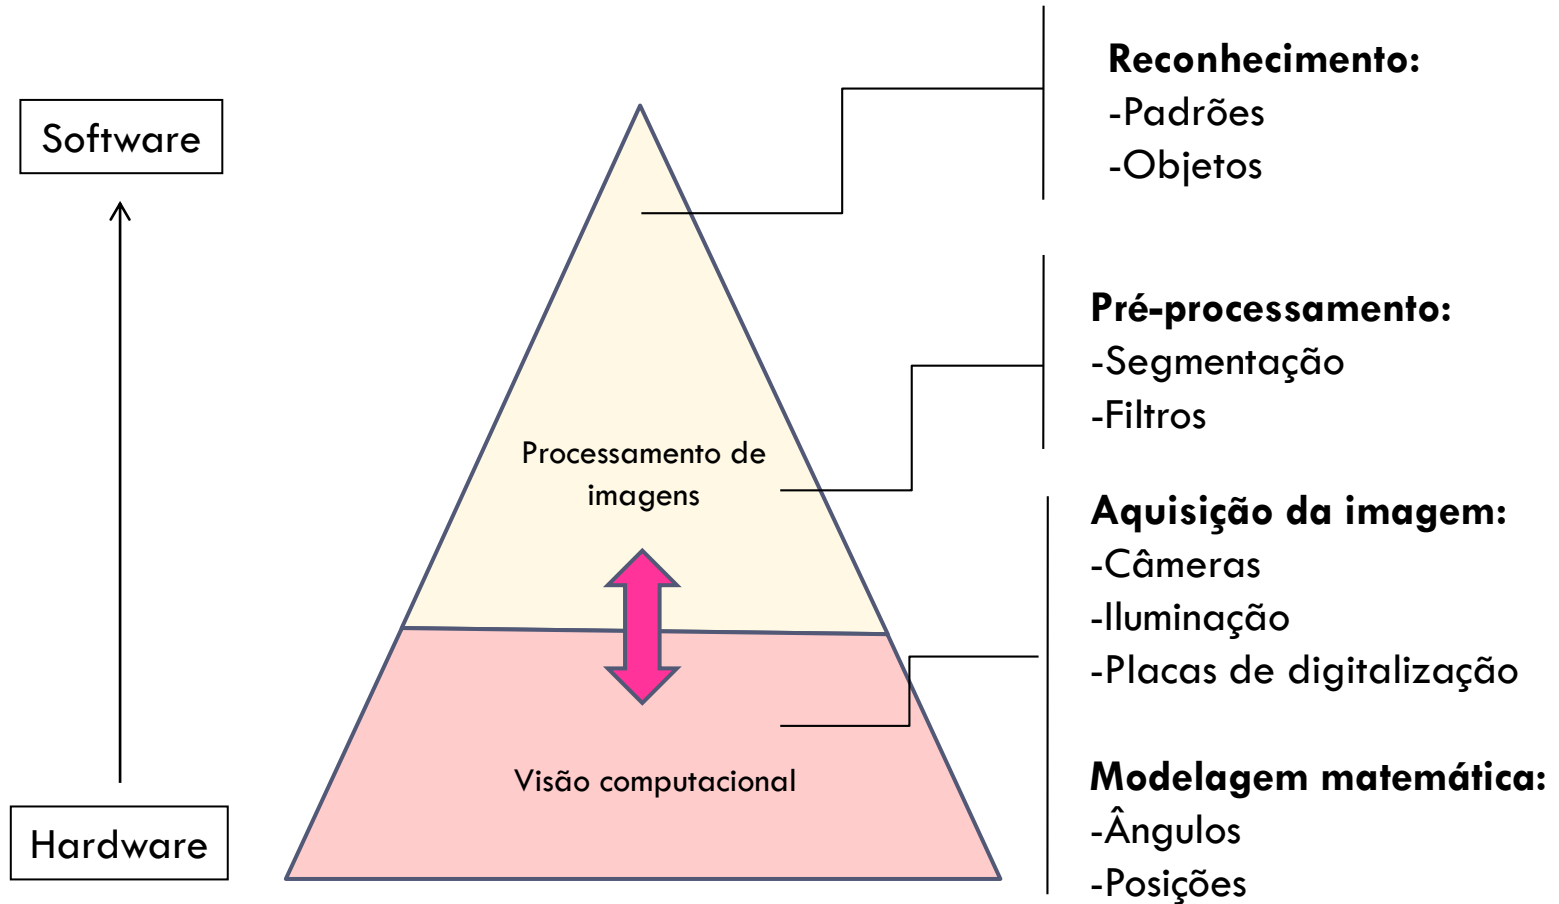 Software
Hardware
Processamento de
imagens
Visão computacional
Reconhecimento:
-Padrões
-Objetos
Pré-processamento:
-Segmentação
-Filtros
Aquisição da imagem:
-Câmeras
-Iluminação
-Placas de digitalização
Modelagem matemática:
-Ângulos
-Posições